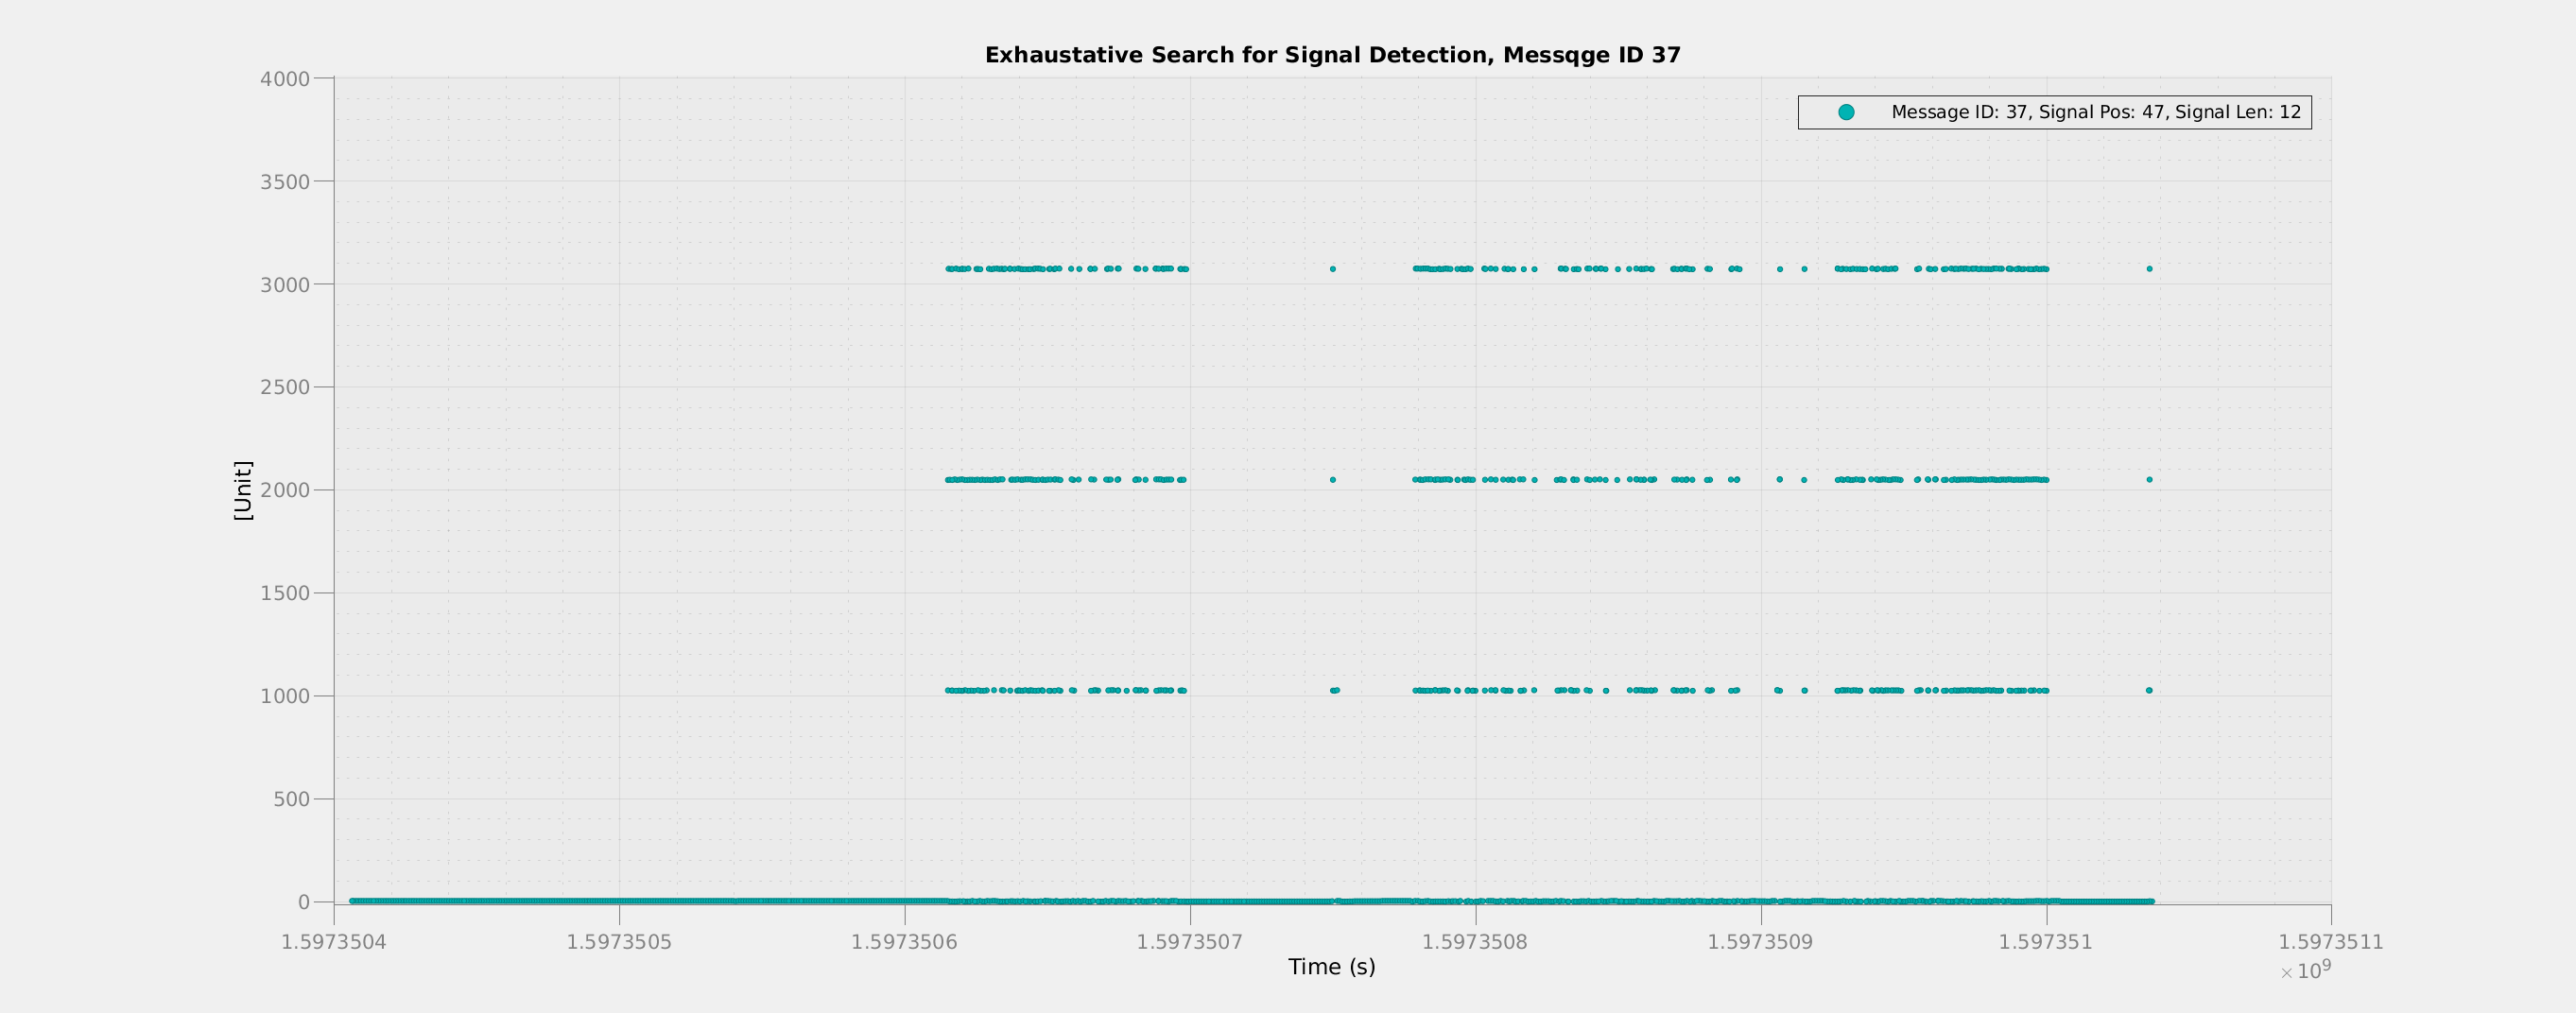 Exhaustative Search for Signal Detection, Messqge ID 37
Message ID: 37, Signal Pos: 47, Signal Len: 12
4000
3500
3000
2500
2000
1500
1000
500
0
[Unit]
1.5973504 1.5973505 1.5973506 1.5973507 1.5973508 1.5973509 1.597351 1.5973511
Time (s)
×10⁹